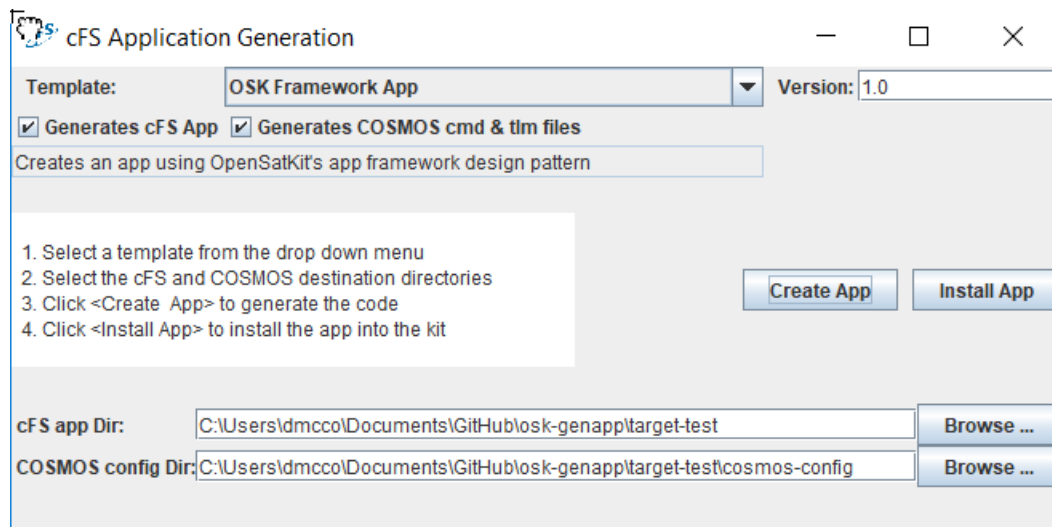 cFS Application Generation
Template: OSK Framework App Version: 1.0
Generates cFS App Generates COSMOS cmd & tlm files
Creates an app using OpenSatKit's app framework design pattern
1. Select a template from the drop down menu
2. Select the cFS and COSMOS destination directories
3. Click <Create App> to generate the code
4. Click <Install App> to install the app into the kit
Create App Install App
cFS app Dir: C:\Users\dmcco\Documents\GitHub\osk-genapp\target-test Browse ...
COSMOS config Dir: C:\Users\dmcco\Documents\GitHub\osk-genapp\target-test\cosmos-config Browse ...